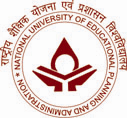 राष्ट्रीय शैक्षिक योजना एवं प्रशासन विश्वविद्यालय
NATIONAL UNIVERSITY OF EDUCATIONAL PLANNING AND ADMINISTRATION